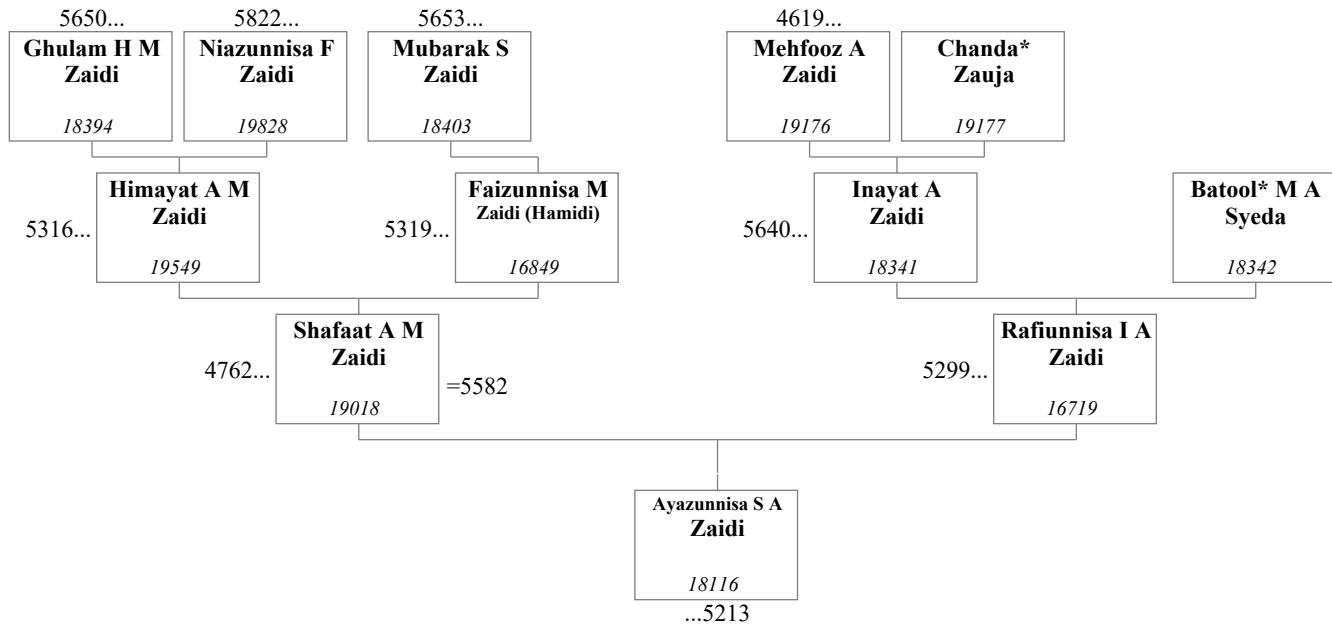 5650...
5822...
5653...
4619...
Ghulam H M
Zaidi
18394
Niazunnisa F
Zaidi
19828
Mubarak S
Zaidi
18403
Mehfooz A
Zaidi
19176
Chanda*
Zauja
19177
5316...
Himayat A M
Zaidi
19549
5319...
Faizunnisa M
Zaidi (Hamidi)
16849
5640...
Inayat A
Zaidi
18341
Batool* M A
Syeda
18342
4762...
Shafaat A M
Zaidi
19018
=5582
5299...
Rafiunnisa I A
Zaidi
16719
Ayazunnisa S A
Zaidi
18116
...5213